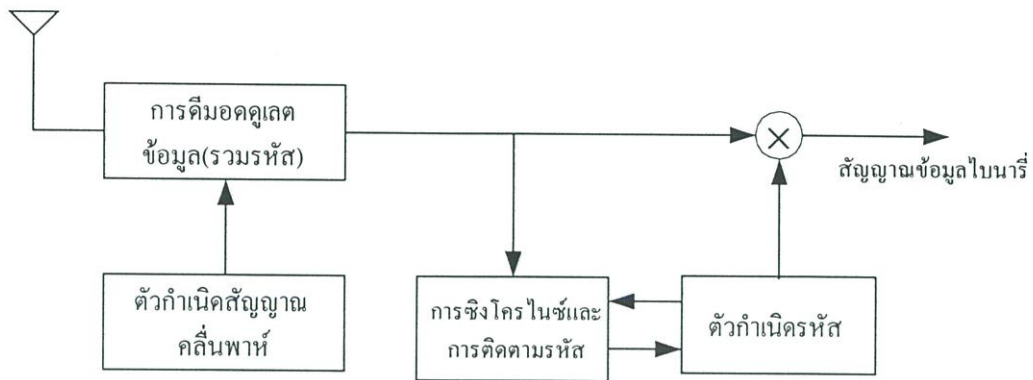 การดีมอดดูเลต
ข้อมูล(รวมรหัส)
สัญญาณข้อมูลไบนารี่
ตัวกำเนิดสัญญาณ
คลื่นพาห์
การซิงโครไนซ์และ
การติดตามรหัส
ตัวกำเนิดรหัส